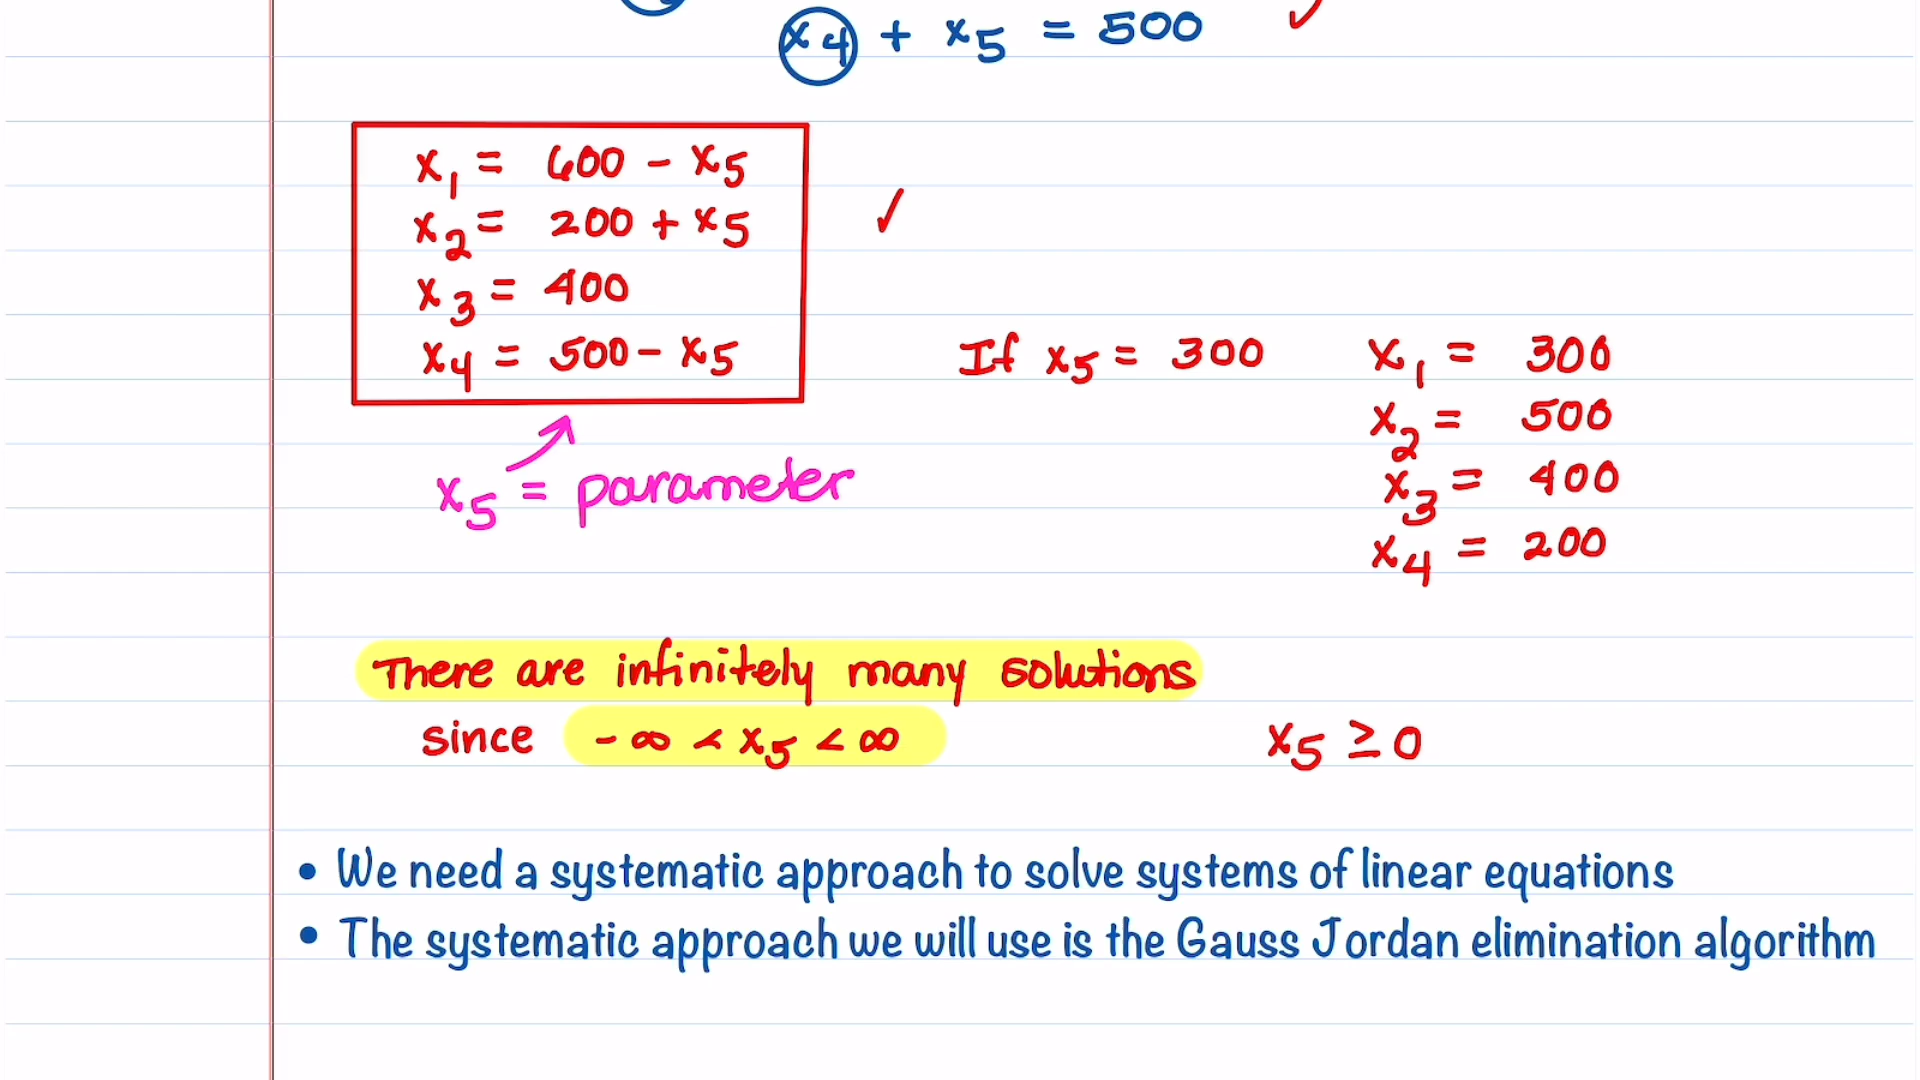 x₄ + x₅ = 500
x₁ = 600 - x₅
x₂ = 200 + x₅ ✓
x₃ = 400
x₄ = 500 - x₅
If x₅ = 300 x₁ = 300
x₂ = 500
x₃ = 400
x₄ = 200
x₅ = parameter
There are infinitely many solutions
since -∞ < x₅ < ∞ x₅ ≥ 0
• We need a systematic approach to solve systems of linear equations
• The systematic approach we will use is the Gauss Jordan elimination algorithm